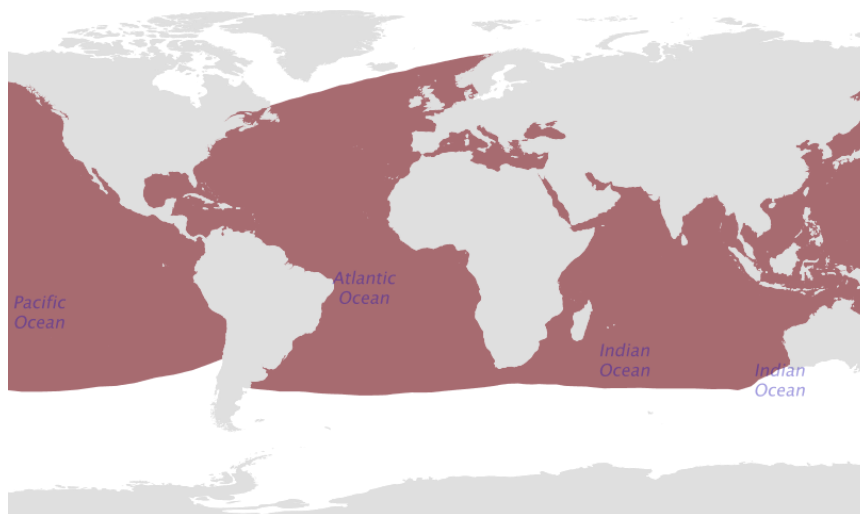 Atlantic
Ocean
Pacific
Ocean
Indian
Ocean
Indian
Ocean